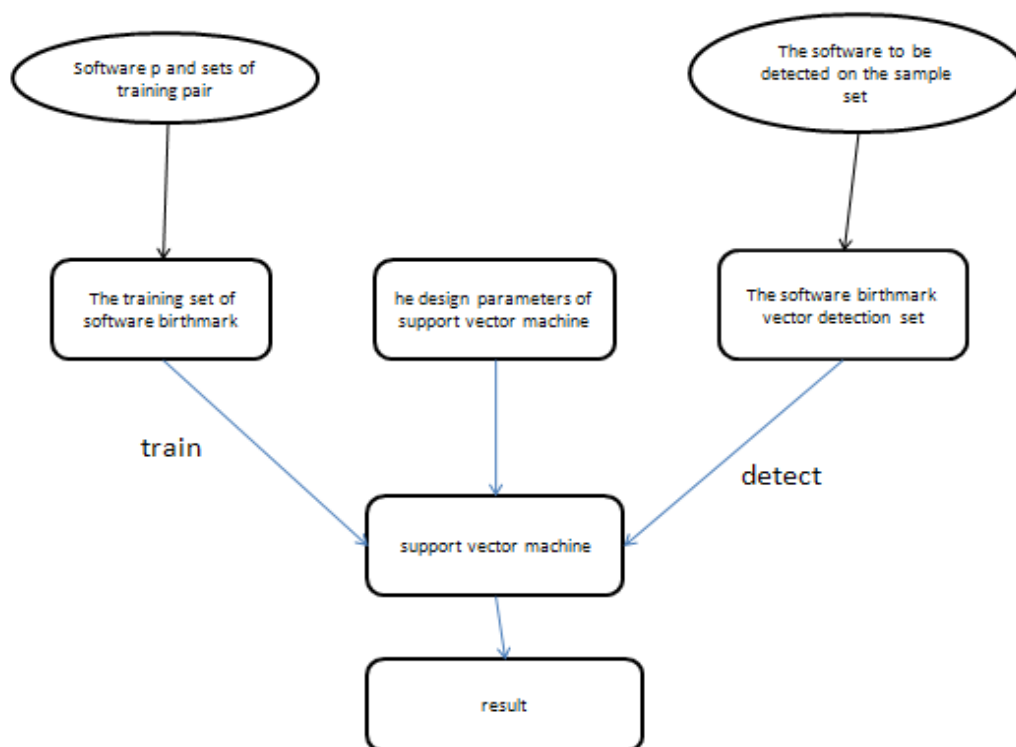 Software p and sets of
training pair
The software to be
detected on the sample
set
The training set of
software birthmark
he design parameters of
support vector machine
The software birthmark
vector detection set
train
detect
support vector machine
result